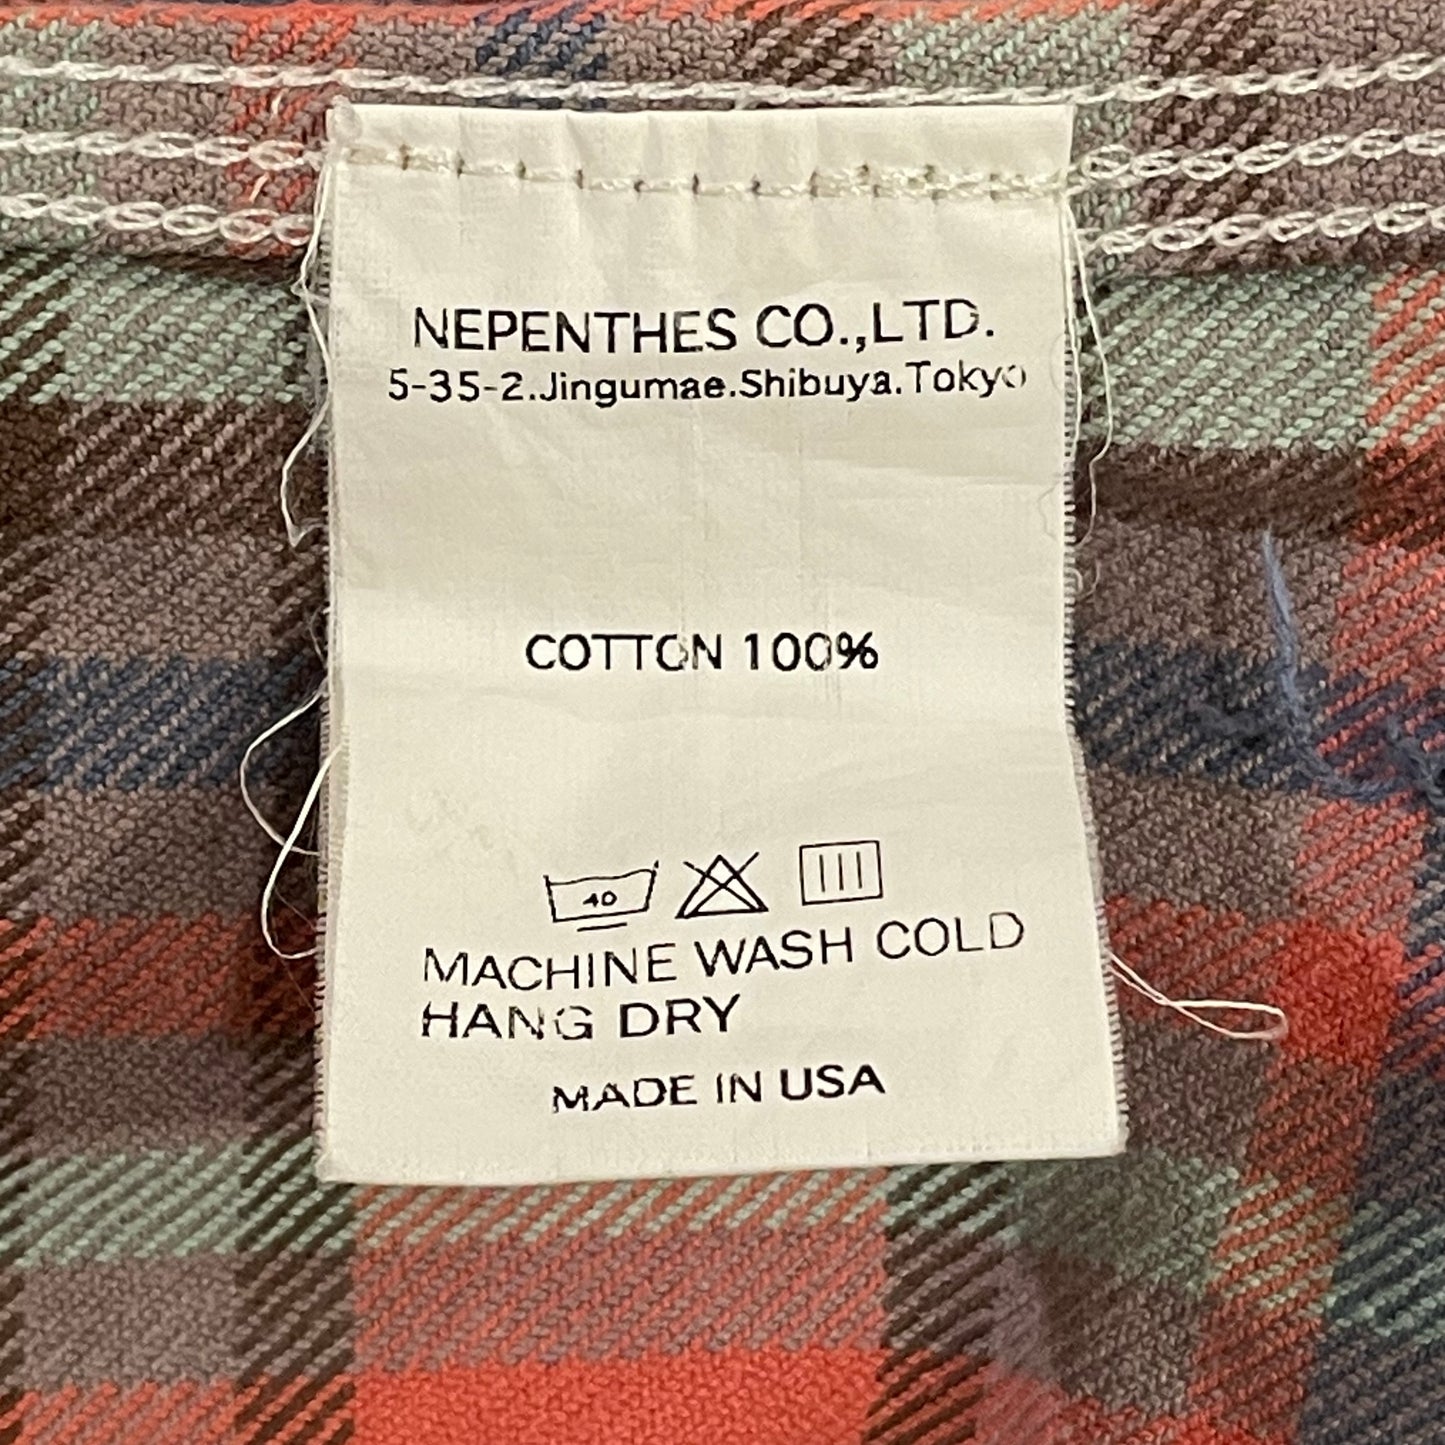 NEPENTHES CO.,LTD.
5-35-2.Jingumae.Shibuya.Tokyo
COTTON 100%
40
MACHINE WASH COLD
HANG DRY
MADE IN USA